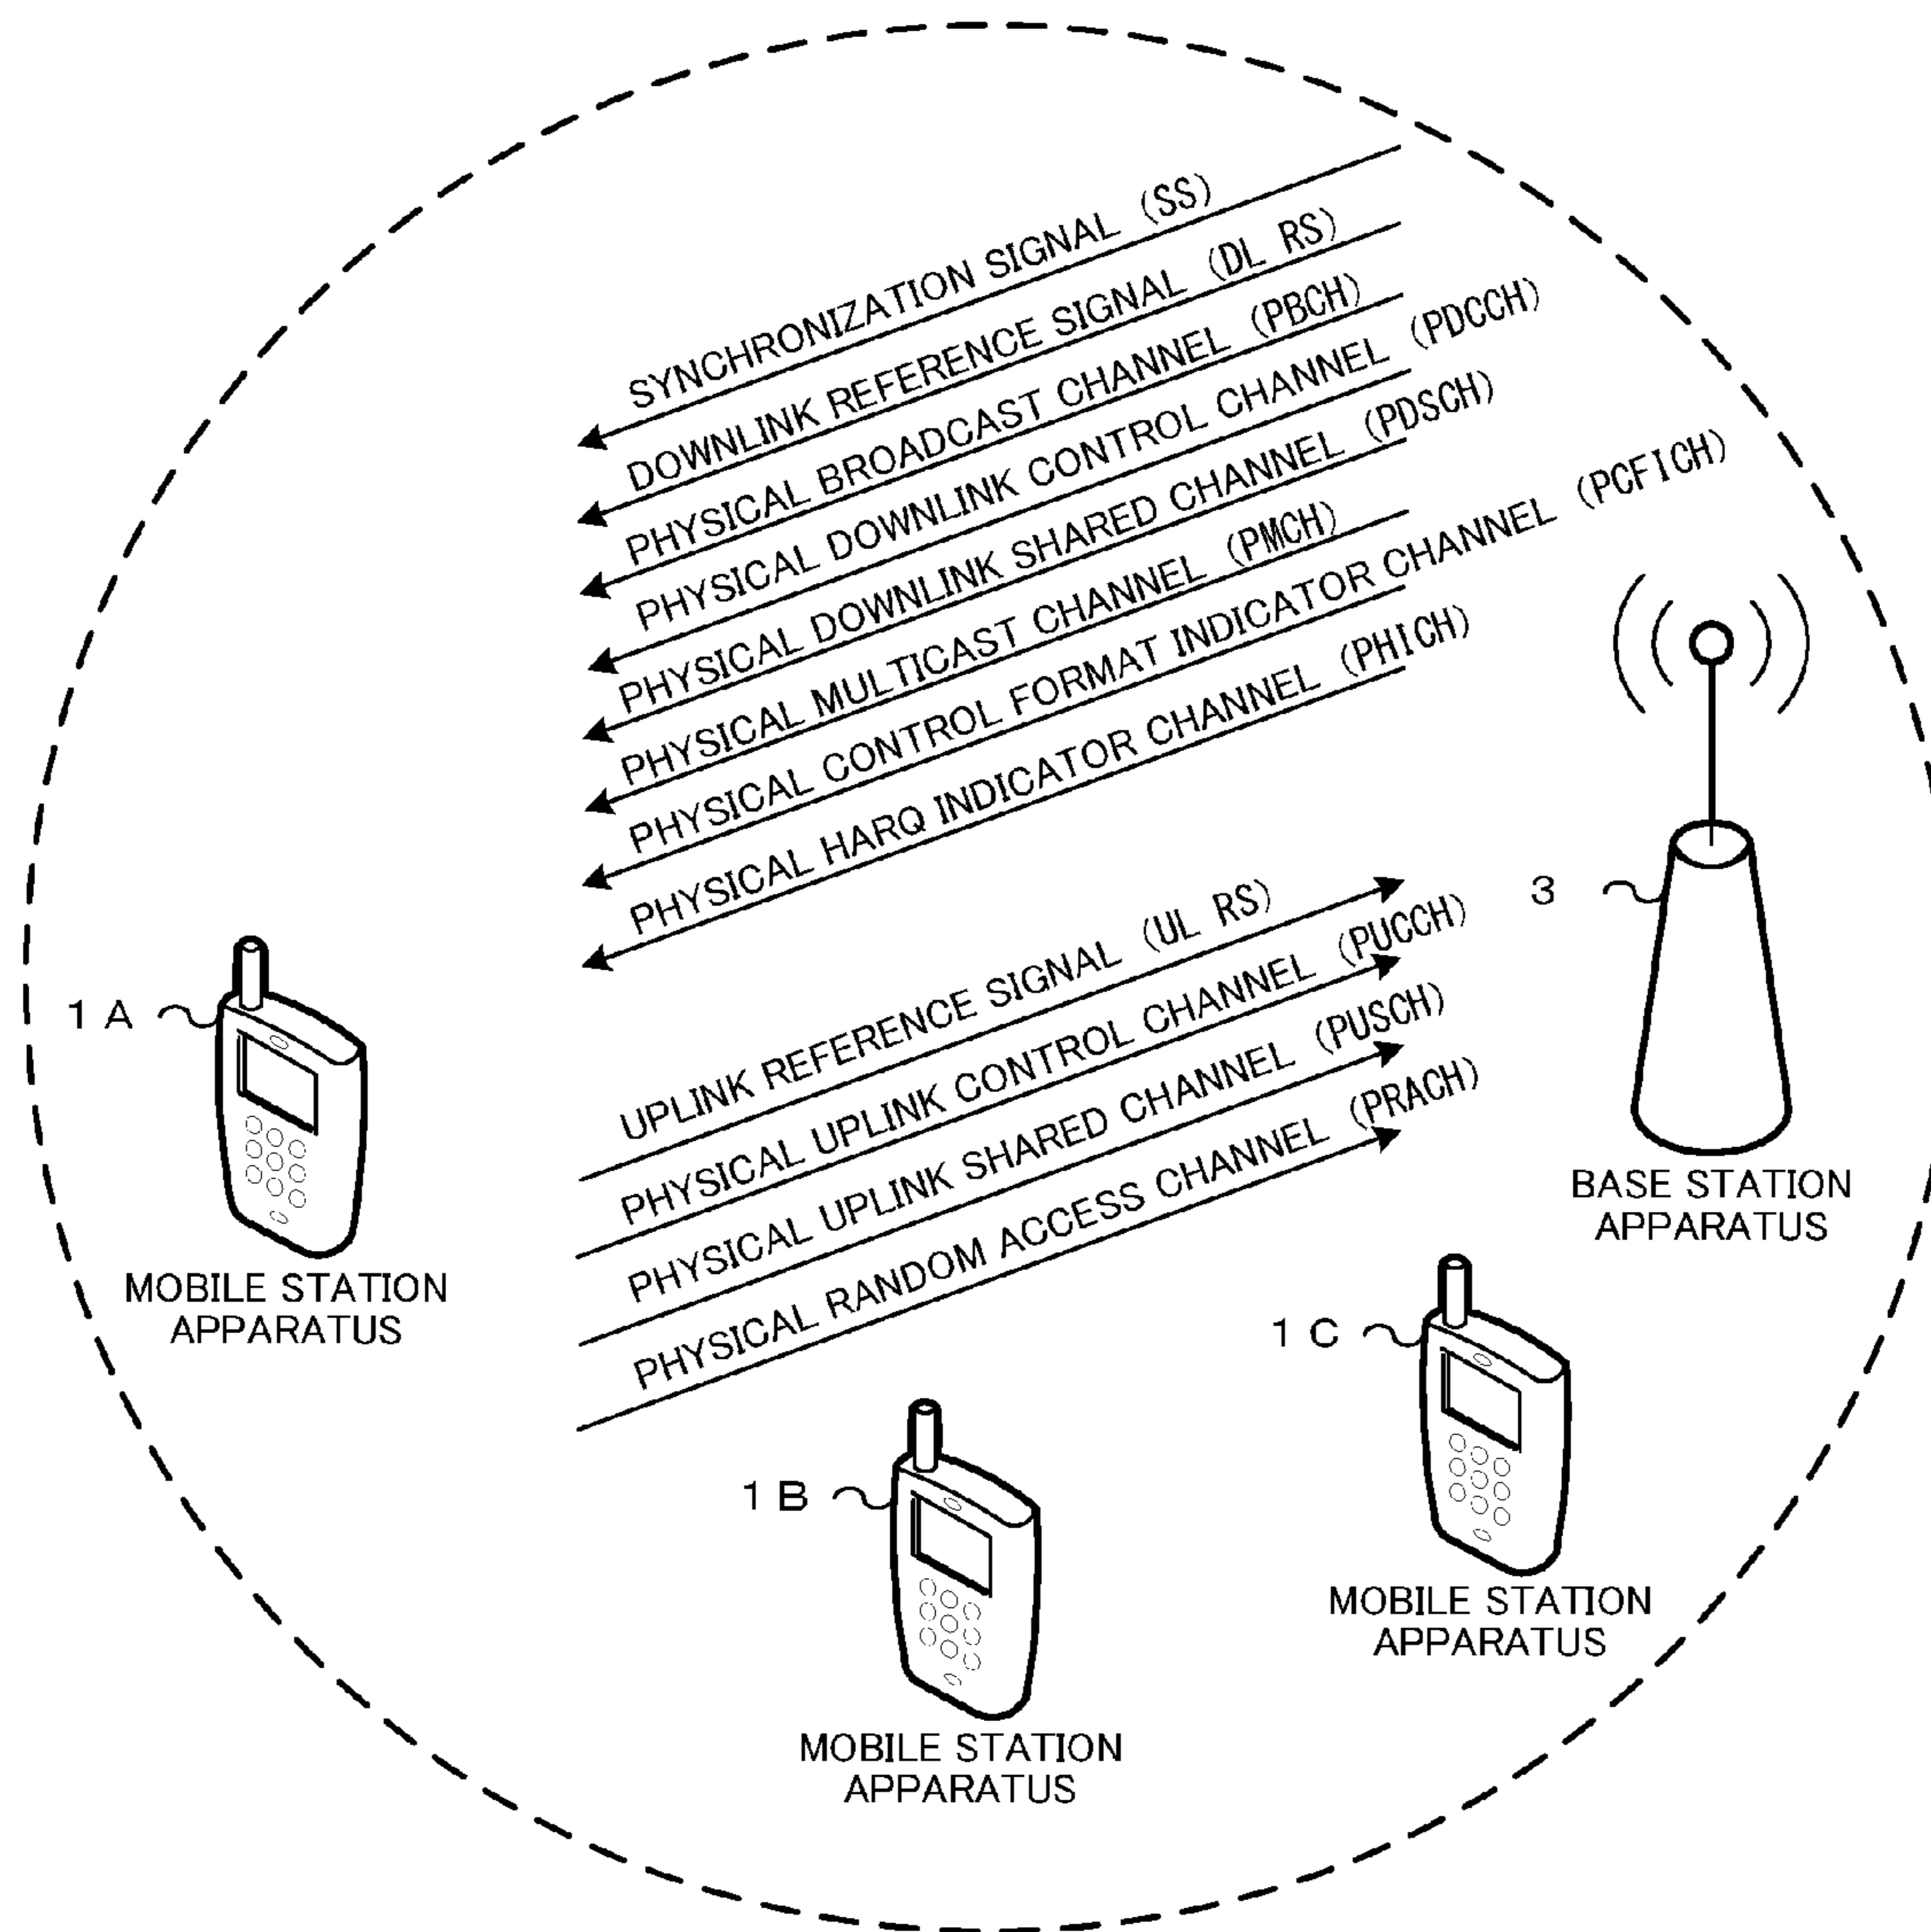 SYNCHRONIZATION SIGNAL (SS)
DOWNLINK REFERENCE SIGNAL (DL RS)
PHYSICAL BROADCAST CHANNEL (PBCH)
PHYSICAL DOWNLINK CONTROL CHANNEL (PDCCH)
PHYSICAL DOWNLINK SHARED CHANNEL (PDSCH)
PHYSICAL MULTICAST CHANNEL (PMCH)
PHYSICAL CONTROL FORMAT INDICATOR CHANNEL (PCFICH)
PHYSICAL HARQ INDICATOR CHANNEL (PHICH)
UPLINK REFERENCE SIGNAL (UL RS)
PHYSICAL UPLINK CONTROL CHANNEL (PUCCH)
PHYSICAL UPLINK SHARED CHANNEL (PUSCH)
PHYSICAL RANDOM ACCESS CHANNEL (PRACH)
3
BASE STATION
APPARATUS
1A
MOBILE STATION
APPARATUS
1B
MOBILE STATION
APPARATUS
1C
MOBILE STATION
APPARATUS